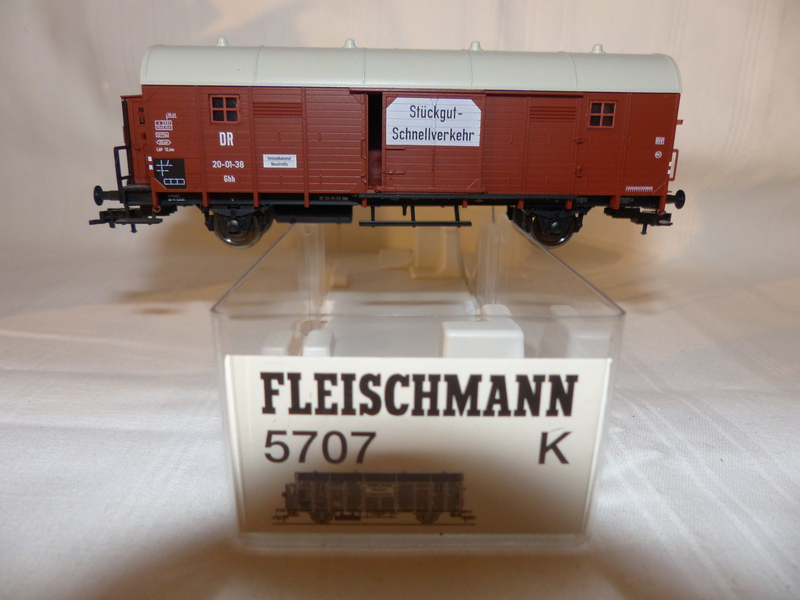 Stückgut-
Schnellverkehr
DR
20-01-38
Ghh
FLEISCHMANN
5707 K